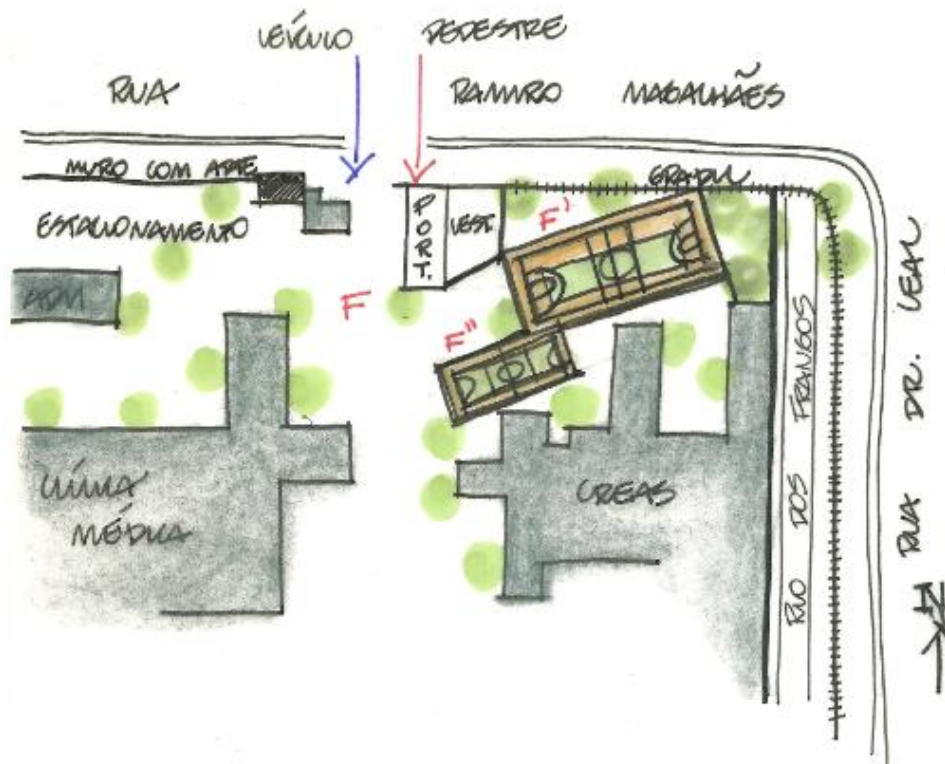 VEÍCULO
PEDESTRE
RUA RAMIRO MAGALHÃES
MURO COM ARTE
GRADIL
ESTACIONAMENTO
PORT.
VEST.
F'
ADM
F
F"
CLÍNICA
MÉDICA
CREAS
RIO DOS FRANGOS
RUA DR. LEAL
N